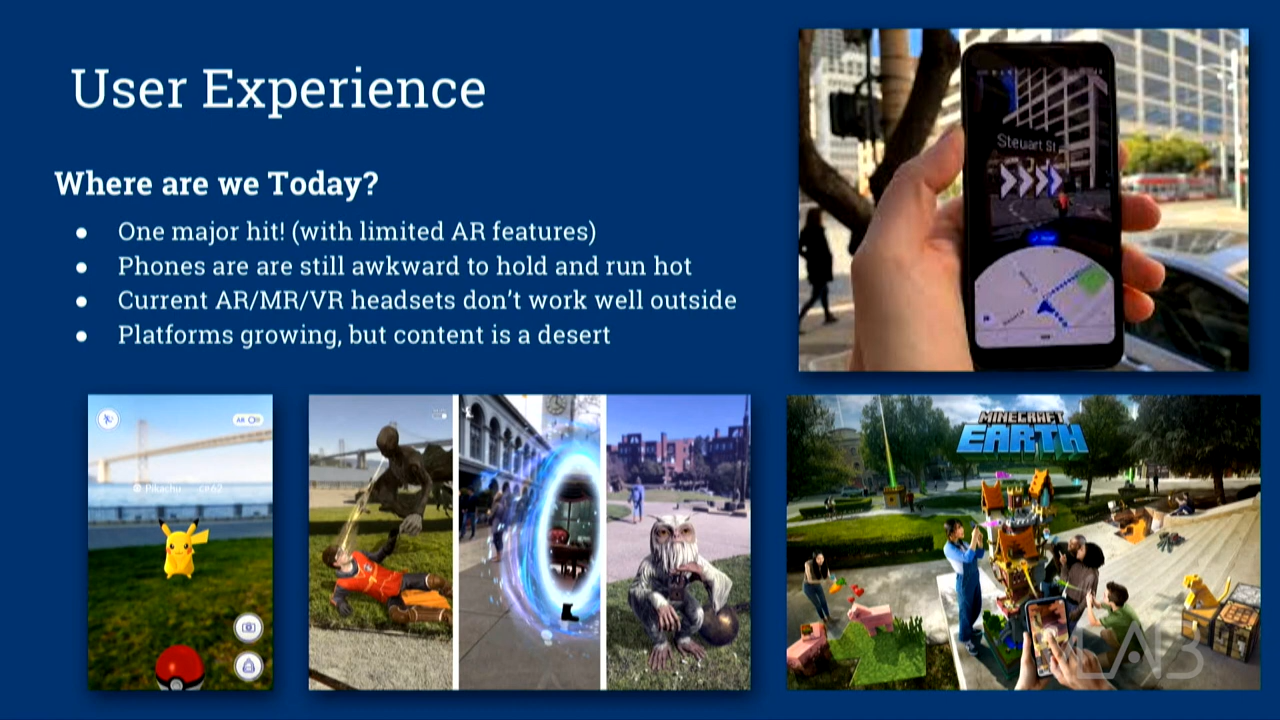 User Experience
Where are we Today?
One major hit! (with limited AR features)
Phones are are still awkward to hold and run hot
Current AR/MR/VR headsets don't work well outside
Platforms growing, but content is a desert
Steuart St
AR
Pikachu CP62
MINECRAFT
EARTH
LAB